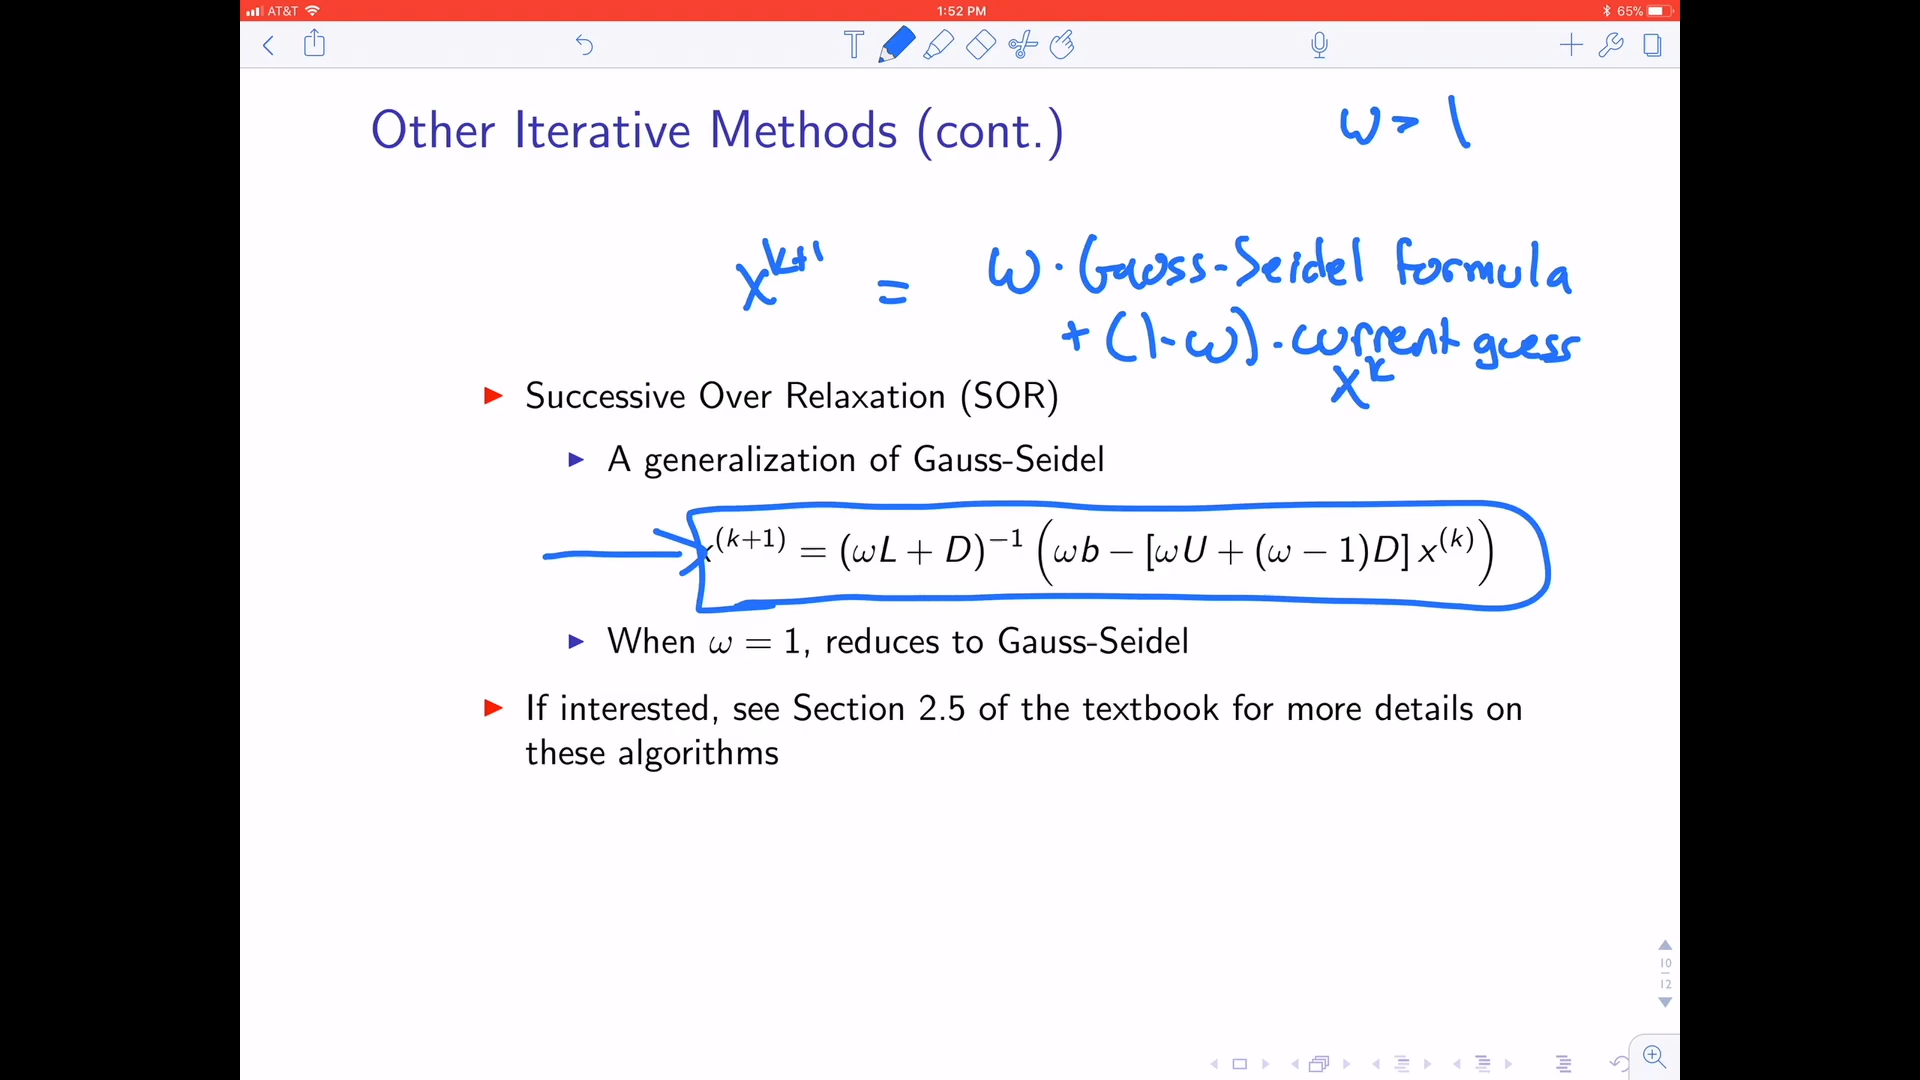 AT&T 1:52 PM 65%
Other Iterative Methods (cont.) ω > 1
x^{k+1} = ω · Gauss-Seidel formula
+ (1-ω) · current guess
x^k
▶ Successive Over Relaxation (SOR)
▶ A generalization of Gauss-Seidel
x^{(k+1)} = (ωL + D)^{-1} (ωb − [ωU + (ω − 1)D] x^{(k)})
▶ When ω = 1, reduces to Gauss-Seidel
▶ If interested, see Section 2.5 of the textbook for more details on
these algorithms
10
12